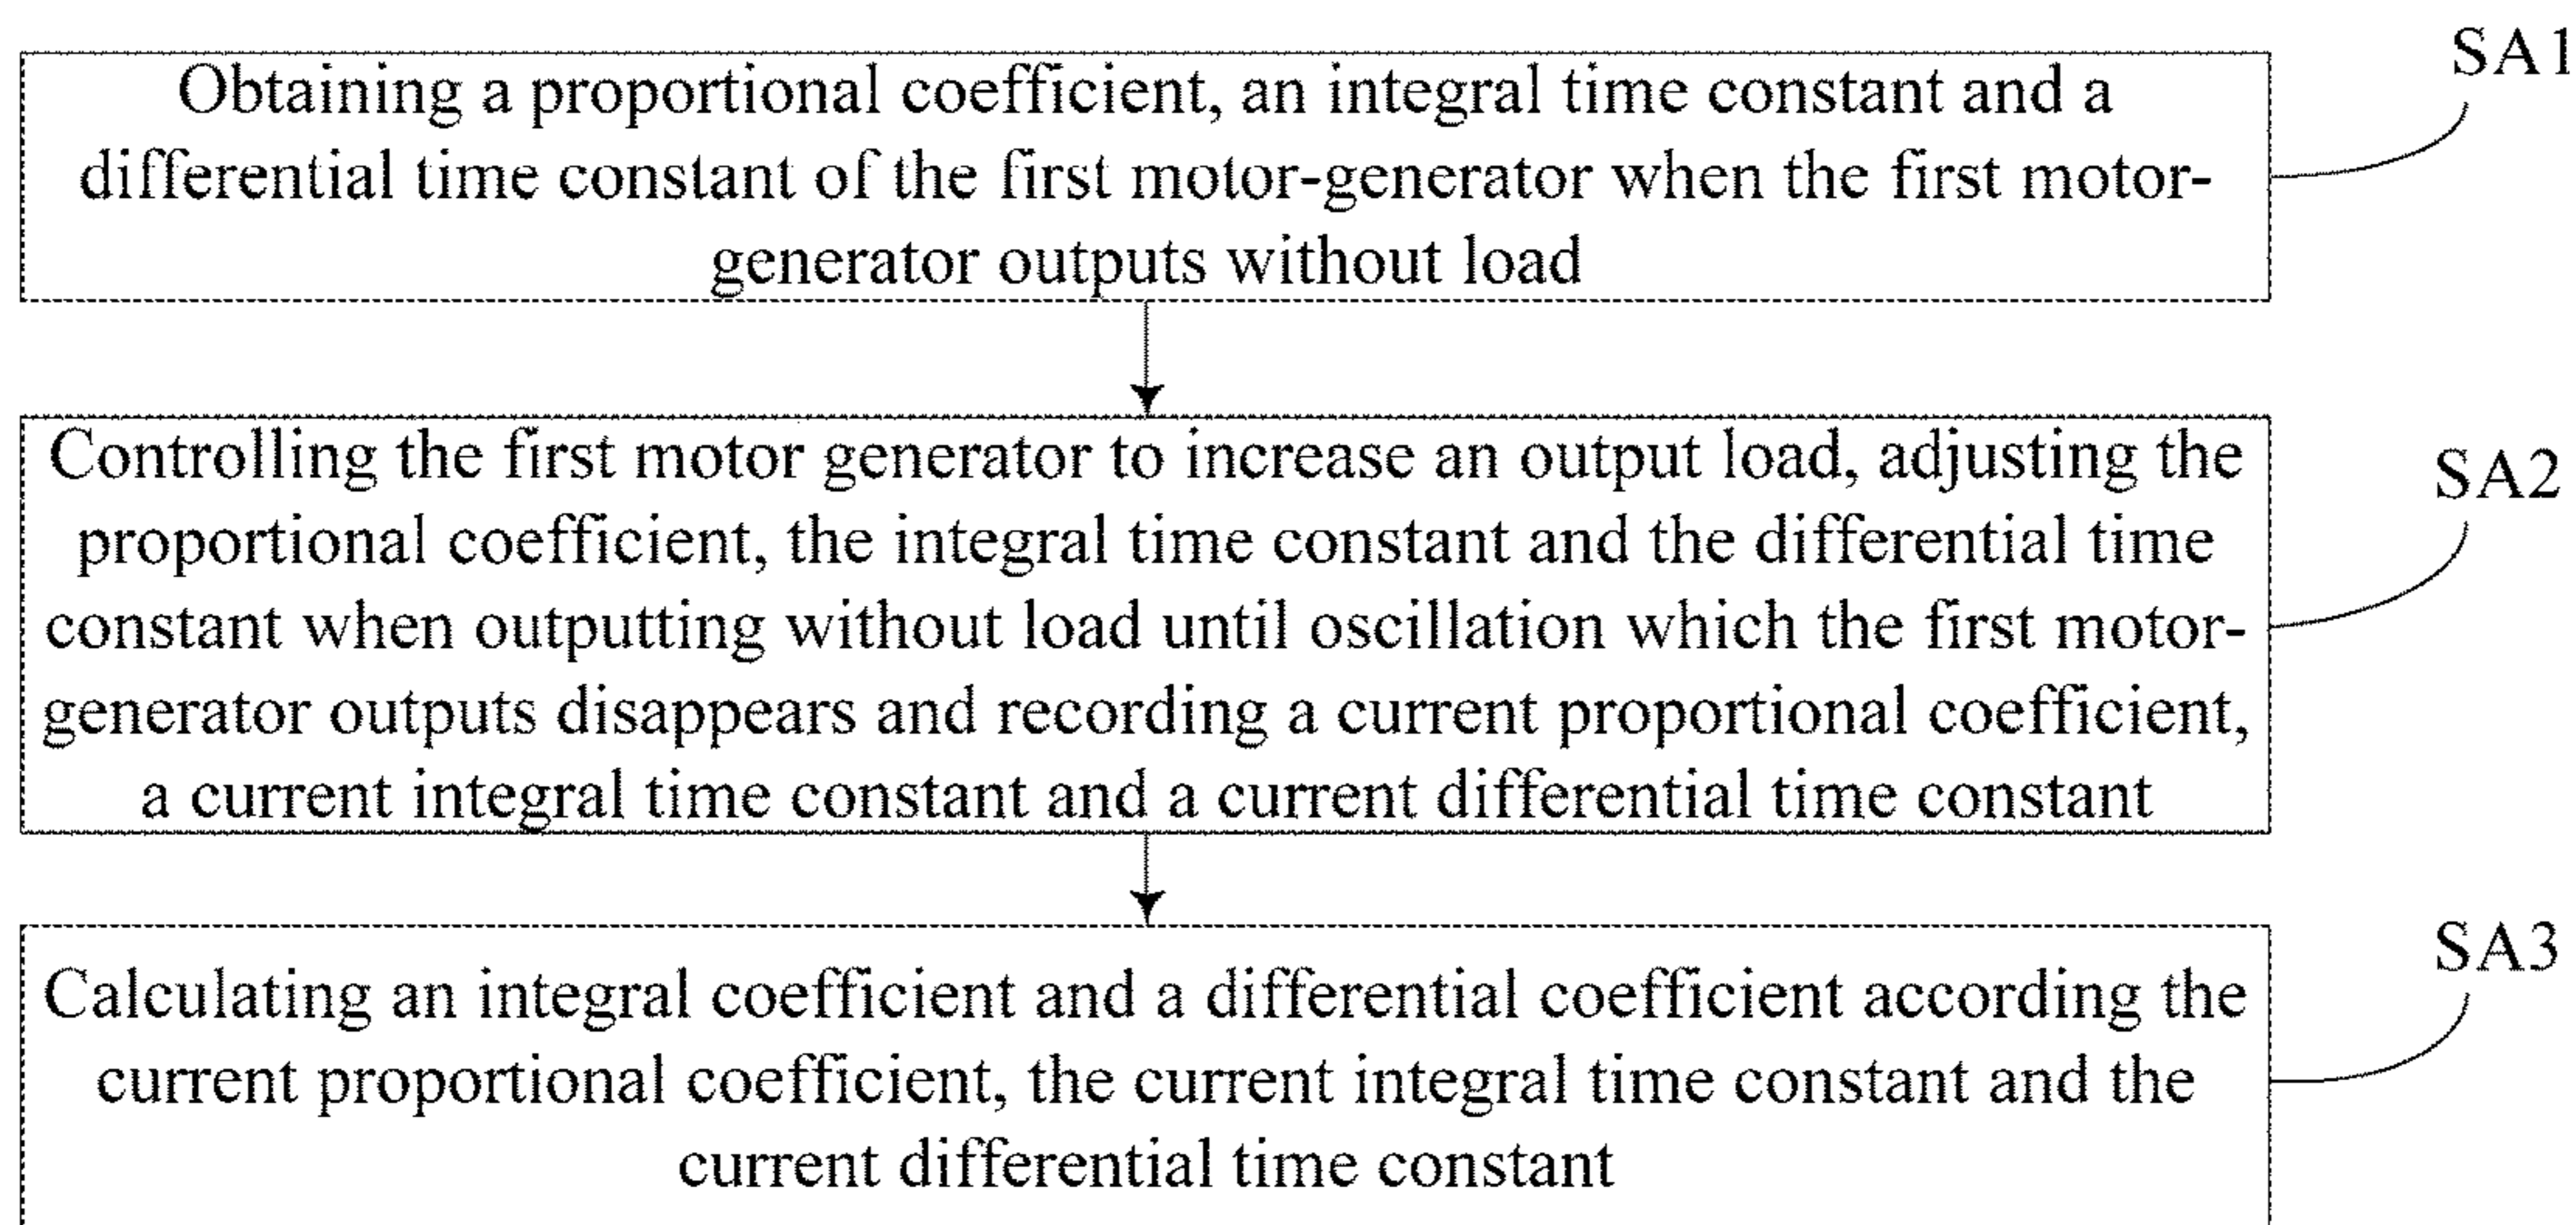 SA1
Obtaining a proportional coefficient, an integral time constant and a
differential time constant of the first motor-generator when the first motor-
generator outputs without load
SA2
Controlling the first motor generator to increase an output load, adjusting the
proportional coefficient, the integral time constant and the differential time
constant when outputting without load until oscillation which the first motor-
generator outputs disappears and recording a current proportional coefficient,
a current integral time constant and a current differential time constant
SA3
Calculating an integral coefficient and a differential coefficient according the
current proportional coefficient, the current integral time constant and the
current differential time constant